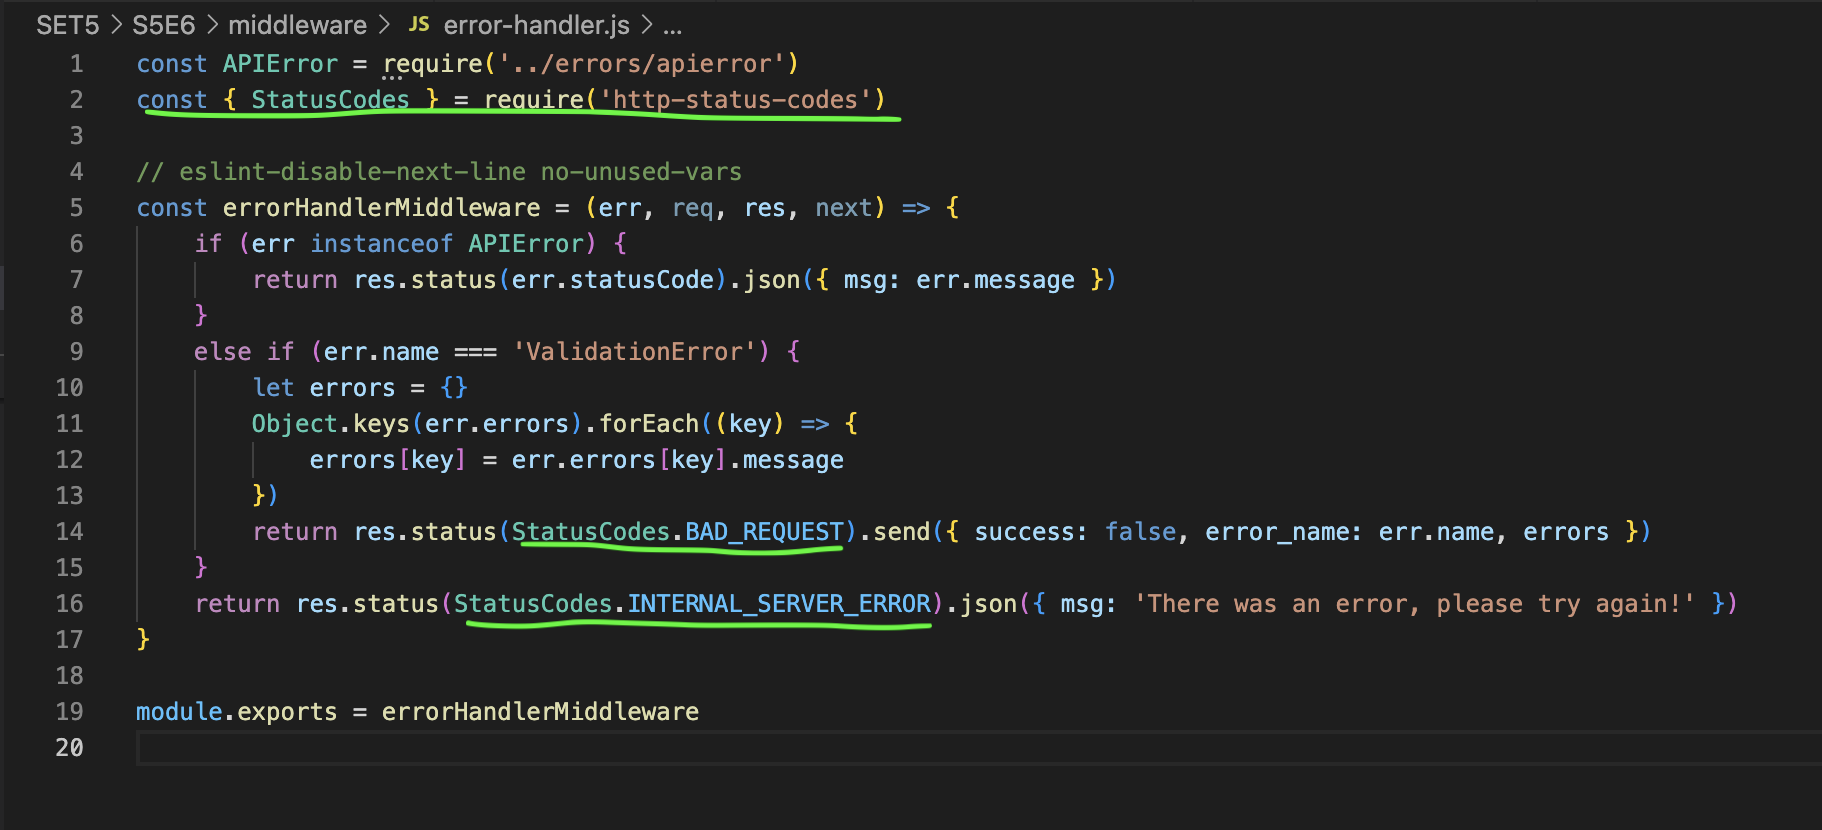 SET5 > S5E6 > middleware > JS error-handler.js > ...
1 const APIError = require('../errors/apierror')
2 const { StatusCodes } = require('http-status-codes')
3
4 // eslint-disable-next-line no-unused-vars
5 const errorHandlerMiddleware = (err, req, res, next) => {
6     if (err instanceof APIError) {
7         return res.status(err.statusCode).json({ msg: err.message })
8     }
9     else if (err.name === 'ValidationError') {
10         let errors = {}
11         Object.keys(err.errors).forEach((key) => {
12             errors[key] = err.errors[key].message
13         })
14         return res.status(StatusCodes.BAD_REQUEST).send({ success: false, error_name: err.name, errors })
15     }
16     return res.status(StatusCodes.INTERNAL_SERVER_ERROR).json({ msg: 'There was an error, please try again!' })
17 }
18
19 module.exports = errorHandlerMiddleware
20